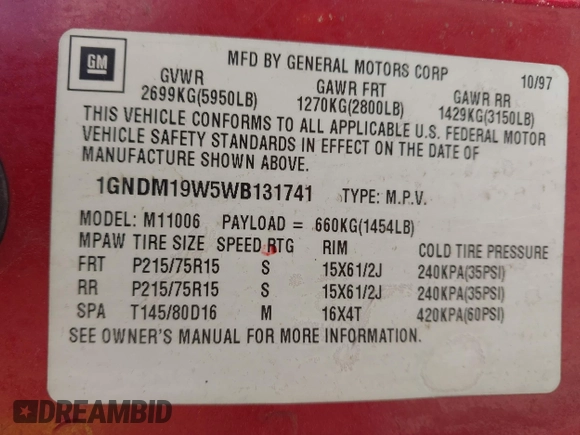 GM
MFD BY GENERAL MOTORS CORP 10/97
GVWR GAWR FRT GAWR RR
2699KG(5950LB) 1270KG(2800LB) 1429KG(3150LB)
THIS VEHICLE CONFORMS TO ALL APPLICABLE U.S. FEDERAL MOTOR
VEHICLE SAFETY STANDARDS IN EFFECT ON THE DATE OF
MANUFACTURE SHOWN ABOVE.
1GNDM19W5WB131741 TYPE: M.P.V.
MODEL: M11006 PAYLOAD = 660KG(1454LB)
MPAW TIRE SIZE SPEED RTG RIM COLD TIRE PRESSURE
FRT P215/75R15 S 15X61/2J 240KPA(35PSI)
RR P215/75R15 S 15X61/2J 240KPA(35PSI)
SPA T145/80D16 M 16X4T 420KPA(60PSI)
SEE OWNER'S MANUAL FOR MORE INFORMATION.
DREAMBID